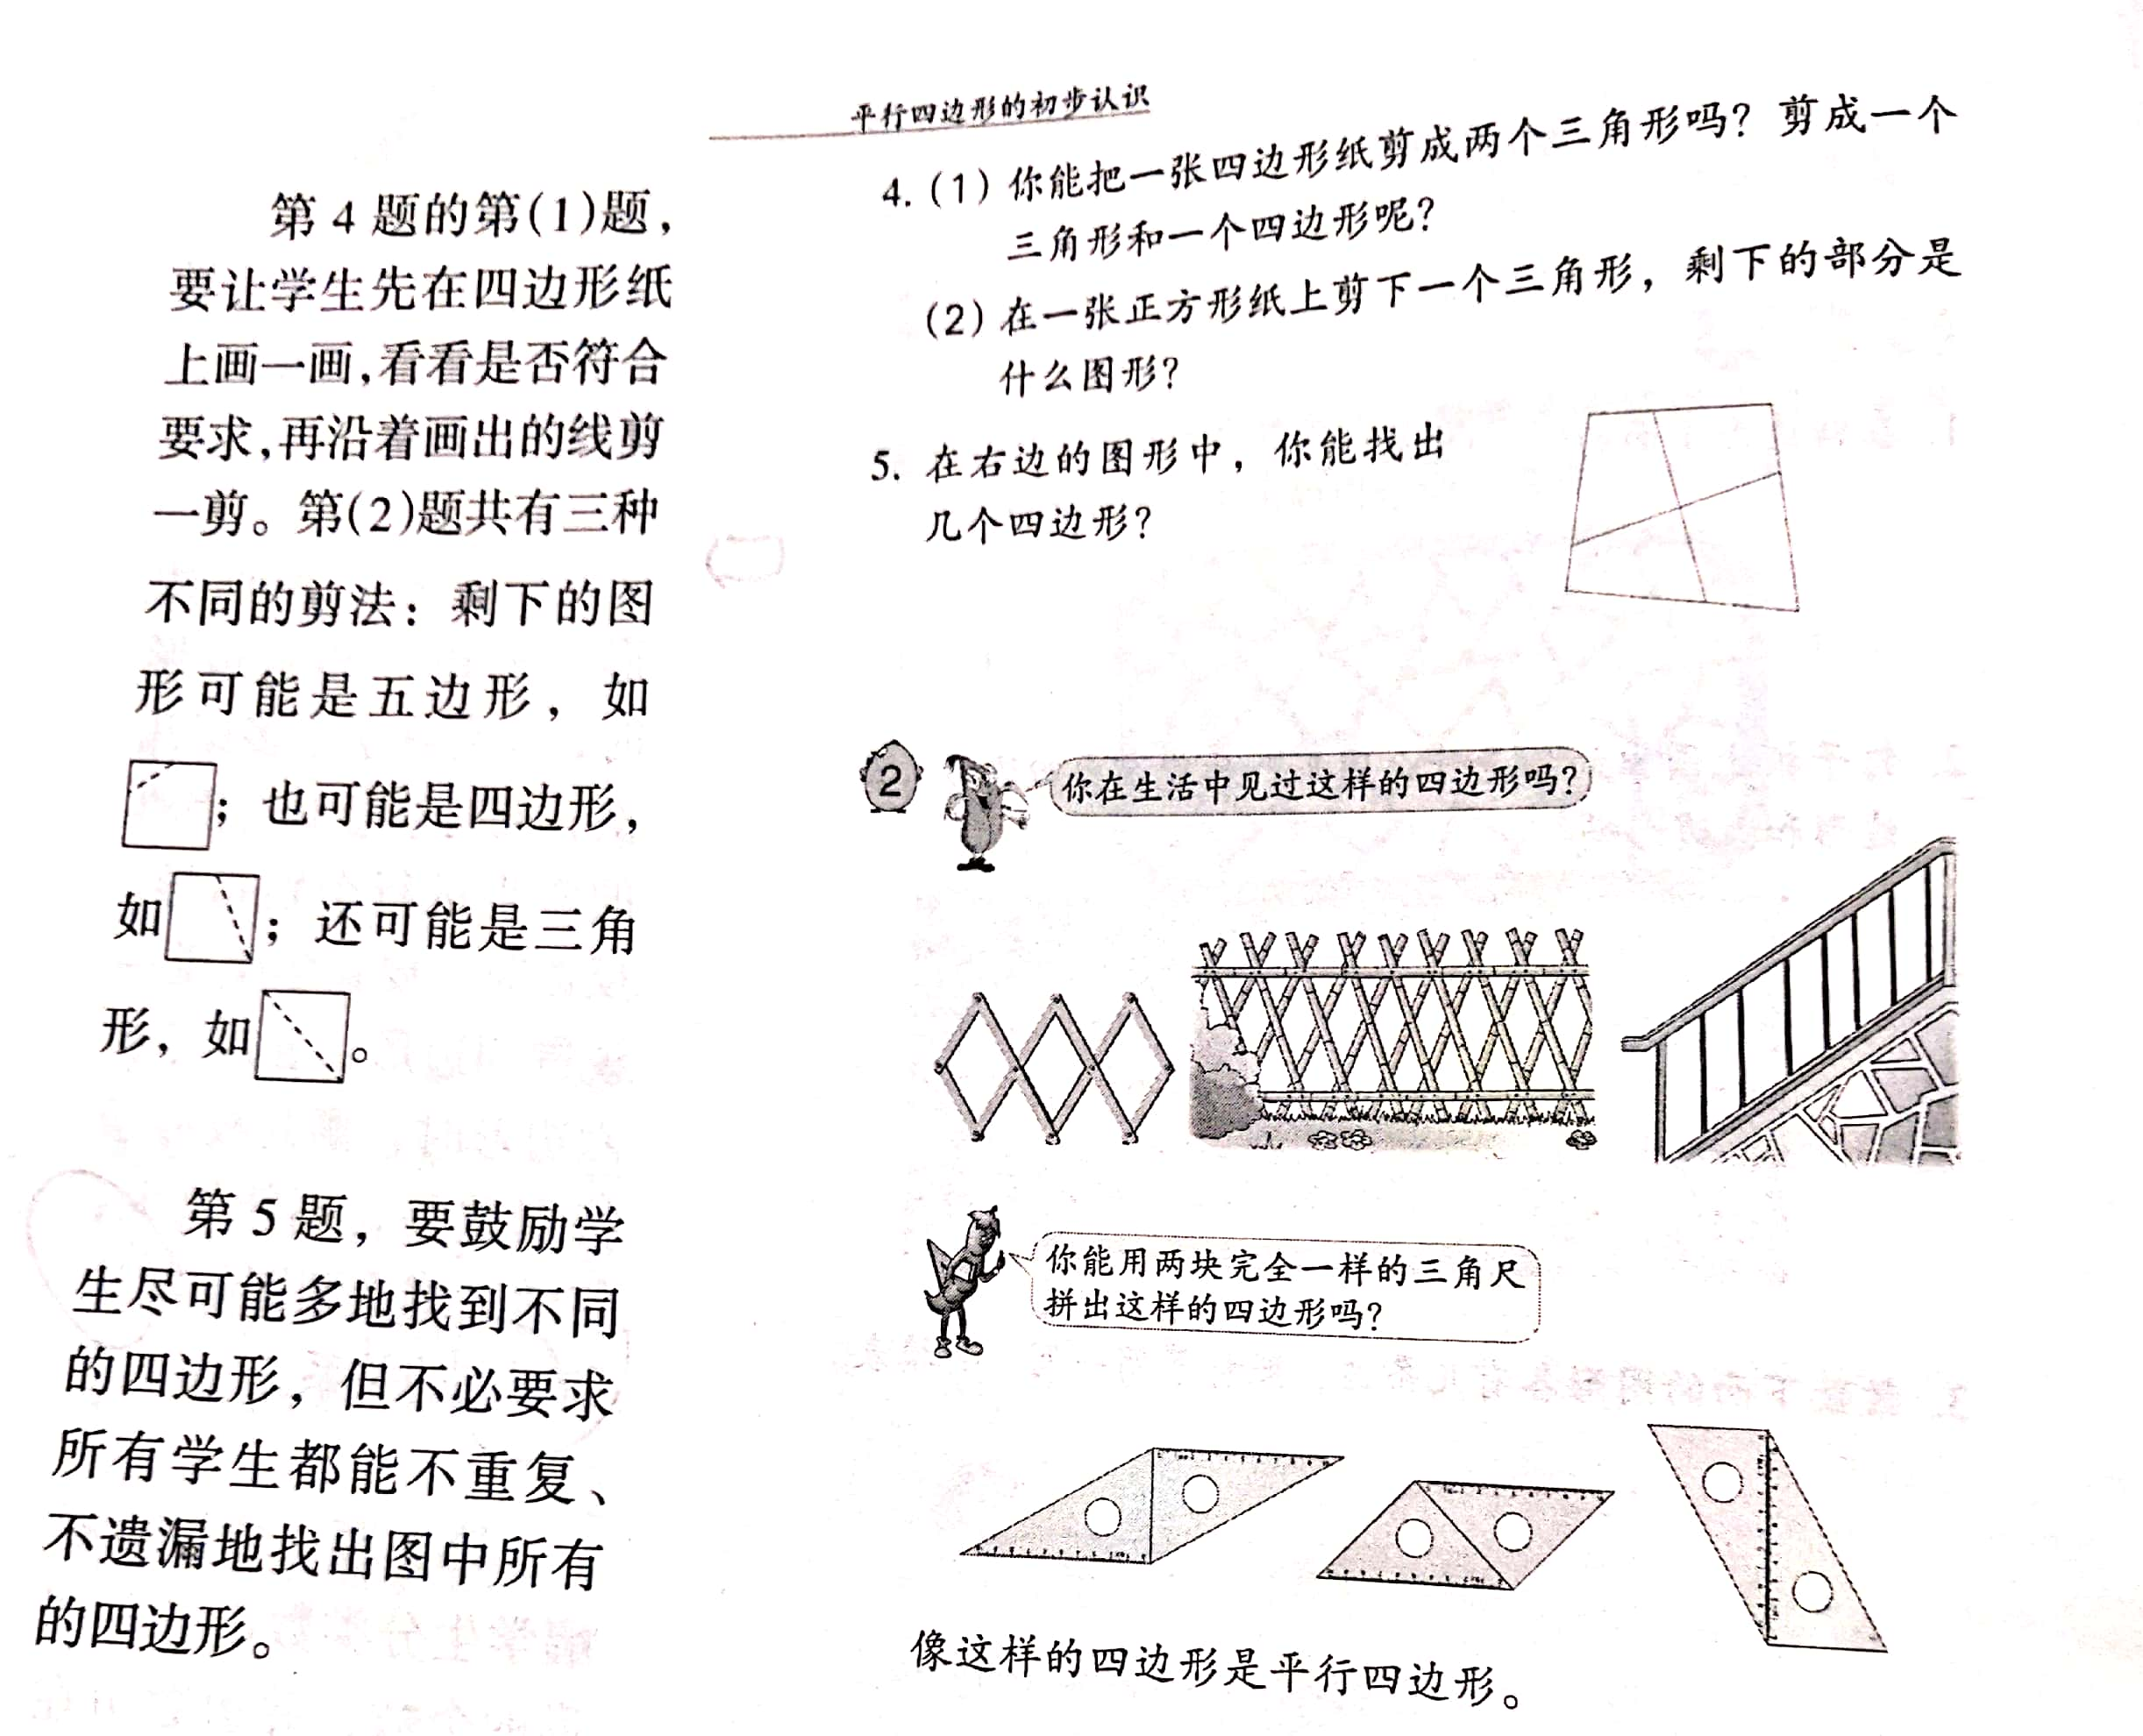 平行四边形的初步认识
第4题的第(1)题，
要让学生先在四边形纸
上画一画,看看是否符合
要求,再沿着画出的线剪
一剪。第(2)题共有三种
不同的剪法：剩下的图
形可能是五边形，如
；也可能是四边形，
如；还可能是三角
形，如。
第5题，要鼓励学
生尽可能多地找到不同
的四边形，但不必要求
所有学生都能不重复、
不遗漏地找出图中所有
的四边形。
4.(1)你能把一张四边形纸剪成两个三角形吗？剪成一个
三角形和一个四边形呢？
(2)在一张正方形纸上剪下一个三角形，剩下的部分是
什么图形？
5. 在右边的图形中，你能找出
几个四边形？
2
你在生活中见过这样的四边形吗？
你能用两块完全一样的三角尺
拼出这样的四边形吗？
像这样的四边形是平行四边形。